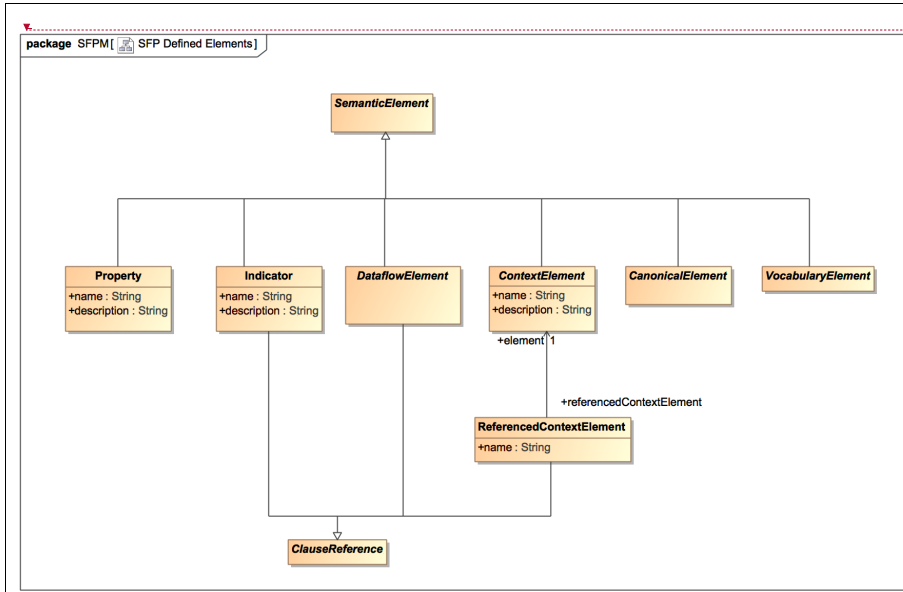 package SFPM[ SFP Defined Elements]
SemanticElement
Property
+name : String
+description : String
Indicator
+name : String
+description : String
DataflowElement
ContextElement
+name : String
+description : String
CanonicalElement
VocabularyElement
+element 1
+referencedContextElement
ReferencedContextElement
+name : String
ClauseReference